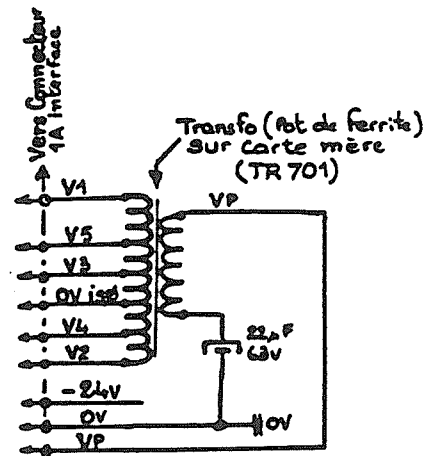 Vers Connecteur
1A Interface
Transfo (Pot de ferrite)
sur carte mère
(TR 701)
V1
VP
V5
V3
0V iso
V4
V2
22µF
63V
-24V
0V
0V
VP